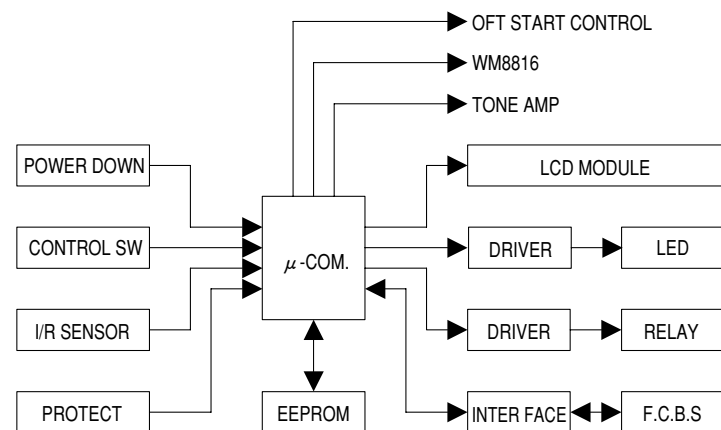 OFT START CONTROL
WM8816
TONE AMP
POWER DOWN
LCD MODULE
CONTROL SW
μ-COM.
DRIVER
LED
I/R SENSOR
DRIVER
RELAY
PROTECT
EEPROM
INTER FACE
F.C.B.S